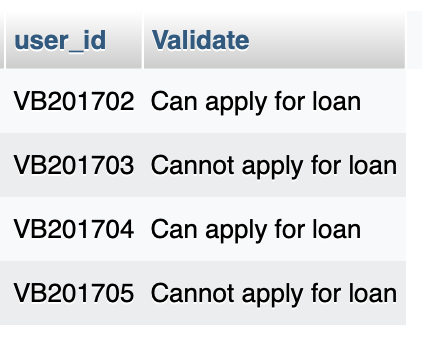 user_id Validate
VB201702 Can apply for loan
VB201703 Cannot apply for loan
VB201704 Can apply for loan
VB201705 Cannot apply for loan